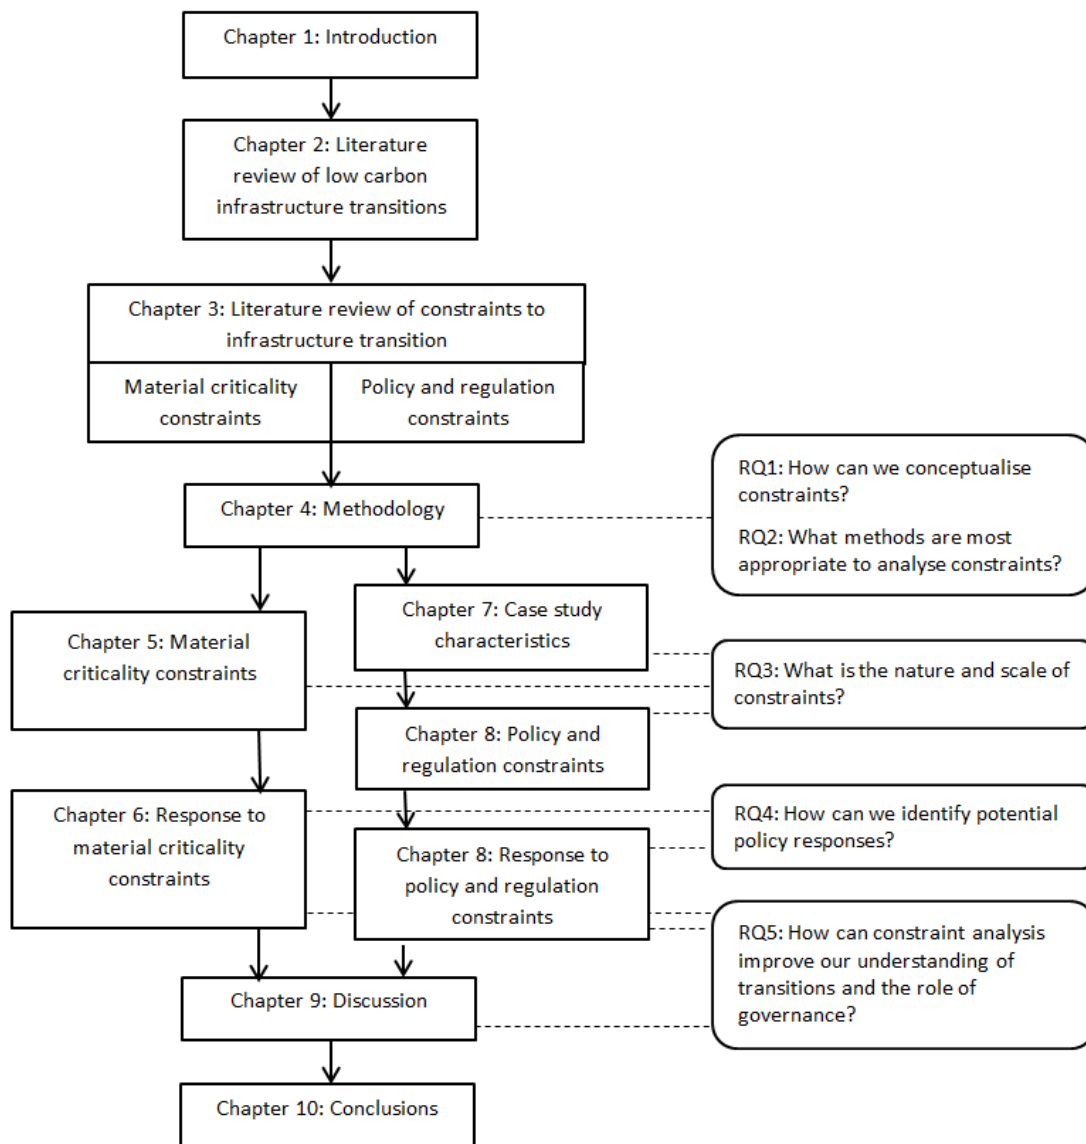 Chapter 1: Introduction
Chapter 2: Literature
review of low carbon
infrastructure transitions
Chapter 3: Literature review of constraints to
infrastructure transition
Material criticality
constraints
Policy and regulation
constraints
Chapter 4: Methodology
RQ1: How can we conceptualise
constraints?
RQ2: What methods are most
appropriate to analyse constraints?
Chapter 5: Material
criticality constraints
Chapter 7: Case study
characteristics
RQ3: What is the nature and scale of
constraints?
Chapter 8: Policy and
regulation constraints
Chapter 6: Response to
material criticality
constraints
RQ4: How can we identify potential
policy responses?
Chapter 8: Response to
policy and regulation
constraints
RQ5: How can constraint analysis
improve our understanding of
transitions and the role of
governance?
Chapter 9: Discussion
Chapter 10: Conclusions